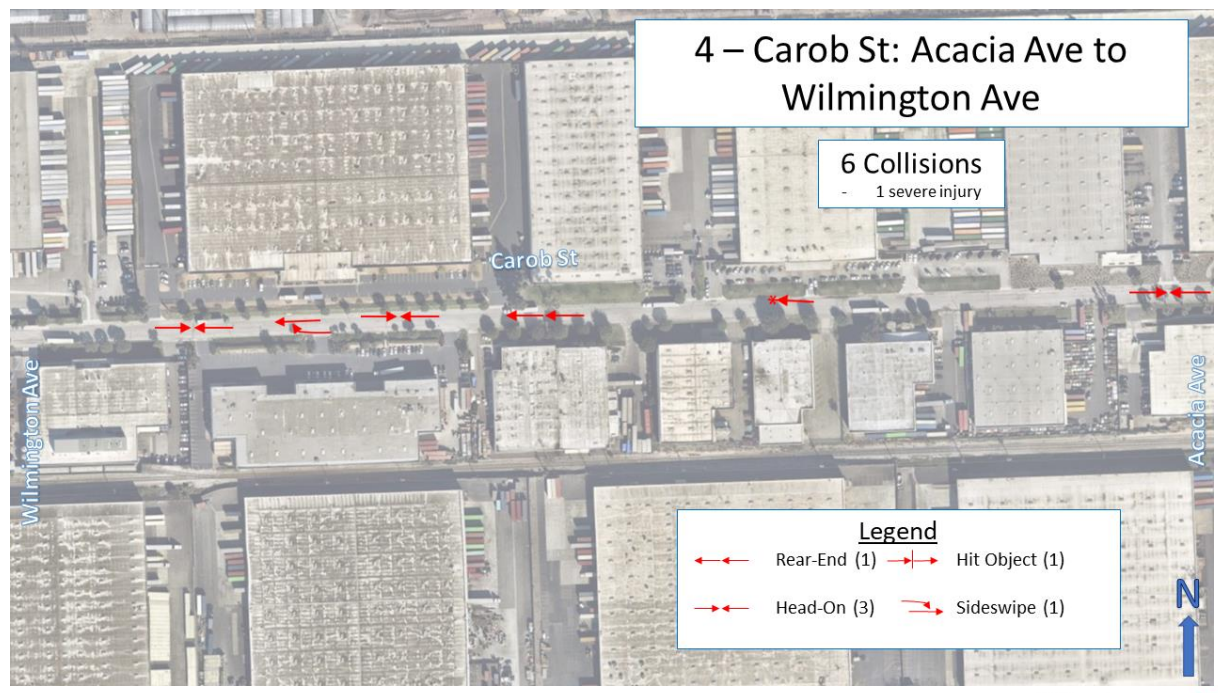 4 – Carob St: Acacia Ave to
Wilmington Ave
6 Collisions
- 1 severe injury
Carob St
Wilmington Ave
Acacia Ave
Legend
Rear-End (1)
Hit Object (1)
Head-On (3)
Sideswipe (1)
N